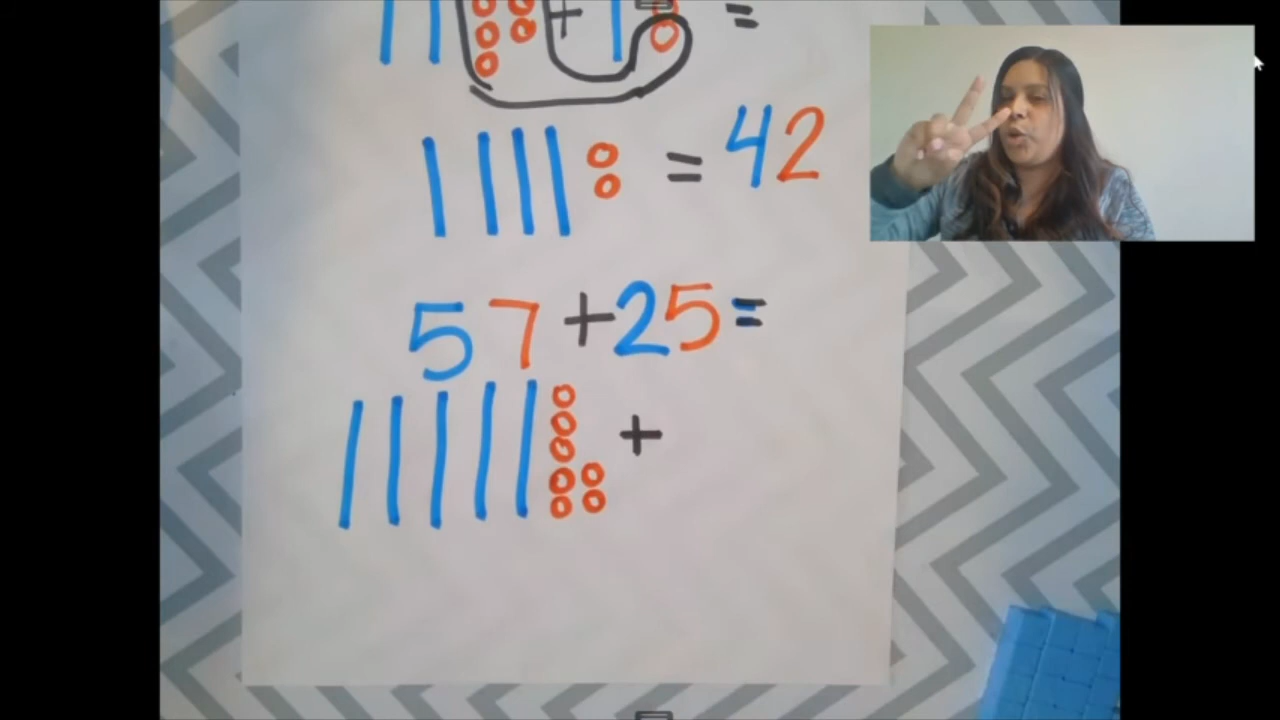 + =
= 42
57 + 25 =
+